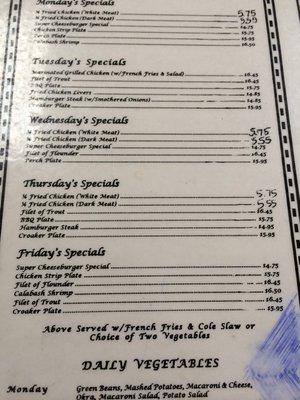 Monday's Specials
¼ Fried Chicken (White Meat) 5.75
¼ Fried Chicken (Dark Meat) 5.55
Super Cheeseburger Special 14.75
Chicken Strip Plate 14.75
Perch Plate 15.95
Calabash Shrimp 16.50
Tuesday's Specials
Marinated Grilled Chicken (w/French Fries & Salad) 16.45
Filet of Trout 16.45
BBQ Plate 15.45
Fried Chicken Livers 14.85
Hamburger Steak (w/Smothered Onions) 14.85
Croaker Plate 15.95
Wednesday's Specials
¼ Fried Chicken (White Meat) 5.75
¼ Fried Chicken (Dark Meat) 5.55
Super Cheeseburger Special 14.75
Filet of Flounder 16.45
Perch Plate 15.95
Thursday's Specials
¼ Fried Chicken (White Meat) 5.75
¼ Fried Chicken (Dark Meat) 5.55
Filet of Trout 16.45
BBQ Plate 15.45
Hamburger Steak 14.75
Croaker Plate 15.95
Friday's Specials
Super Cheeseburger Special 14.75
Chicken Strip Plate 14.75
Filet of Flounder 16.45
Calabash Shrimp 16.50
Filet of Trout 16.45
Croaker Plate 15.95
Above Served w/French Fries & Cole Slaw or
Choice of Two Vegetables
DAILY VEGETABLES
Monday Green Beans, Mashed Potatoes, Macaroni & Cheese,
Okra, Macaroni Salad, Potato Salad